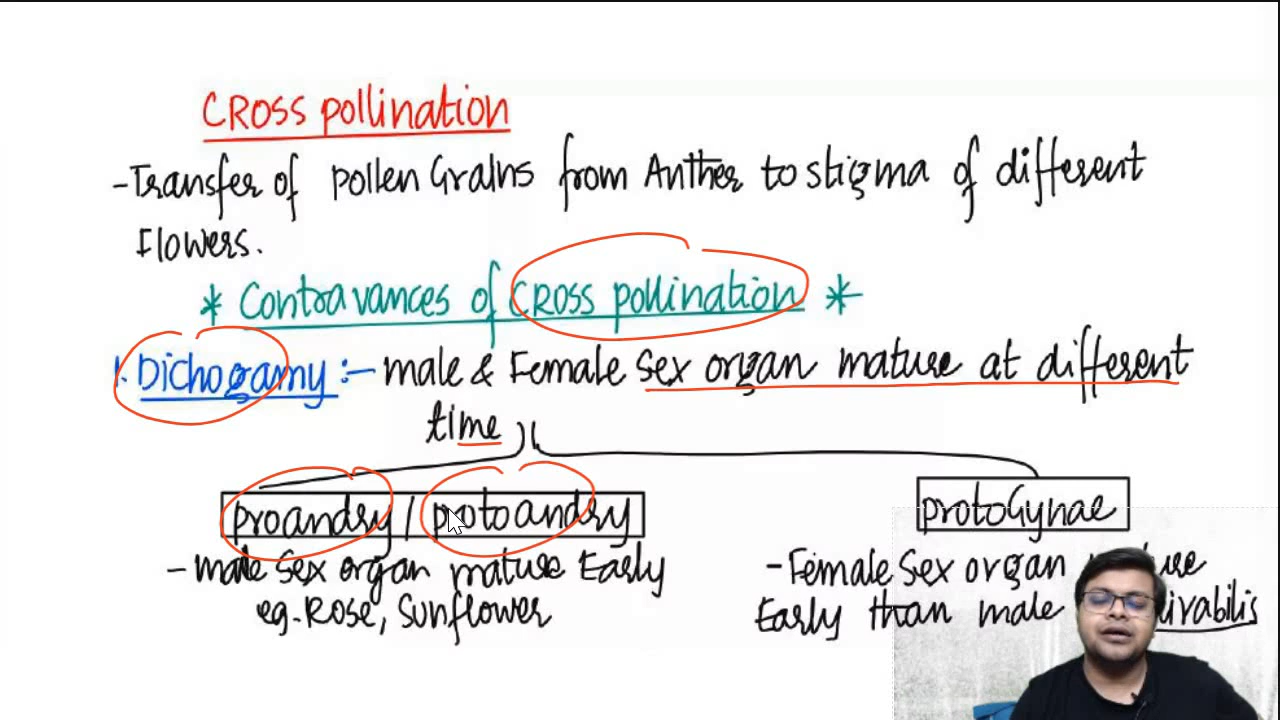 CROSS pollination
-Transfer of pollen Grains from Anther to stigma of different
Flowers.
* Contravances of CROSS pollination *
1. Dichogamy :- male & Female sex organ mature at different
time
proandry / protoandry
protoGynae
- male sex organ mature Early
eg. Rose, Sunflower
- Female sex organ
Early than male